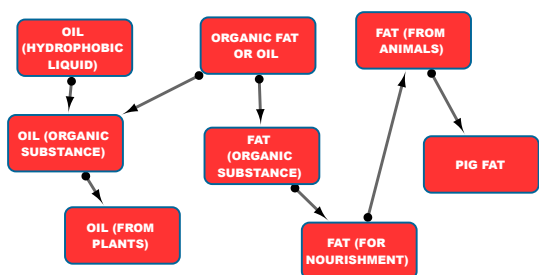 OIL
(HYDROPHOBIC
LIQUID)
ORGANIC FAT
OR OIL
FAT (FROM
ANIMALS)
OIL (ORGANIC
SUBSTANCE)
FAT
(ORGANIC
SUBSTANCE)
PIG FAT
OIL (FROM
PLANTS)
FAT (FOR
NOURISHMENT)